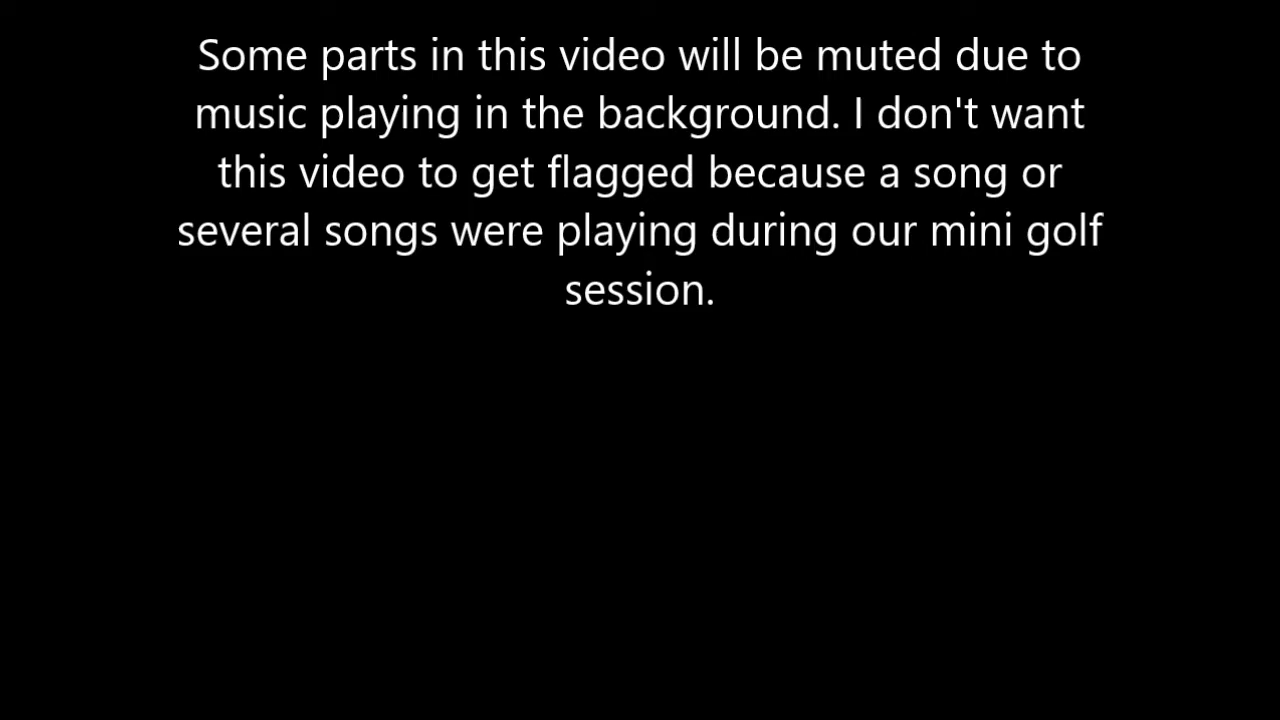 Some parts in this video will be muted due to
music playing in the background. I don't want
this video to get flagged because a song or
several songs were playing during our mini golf
session.